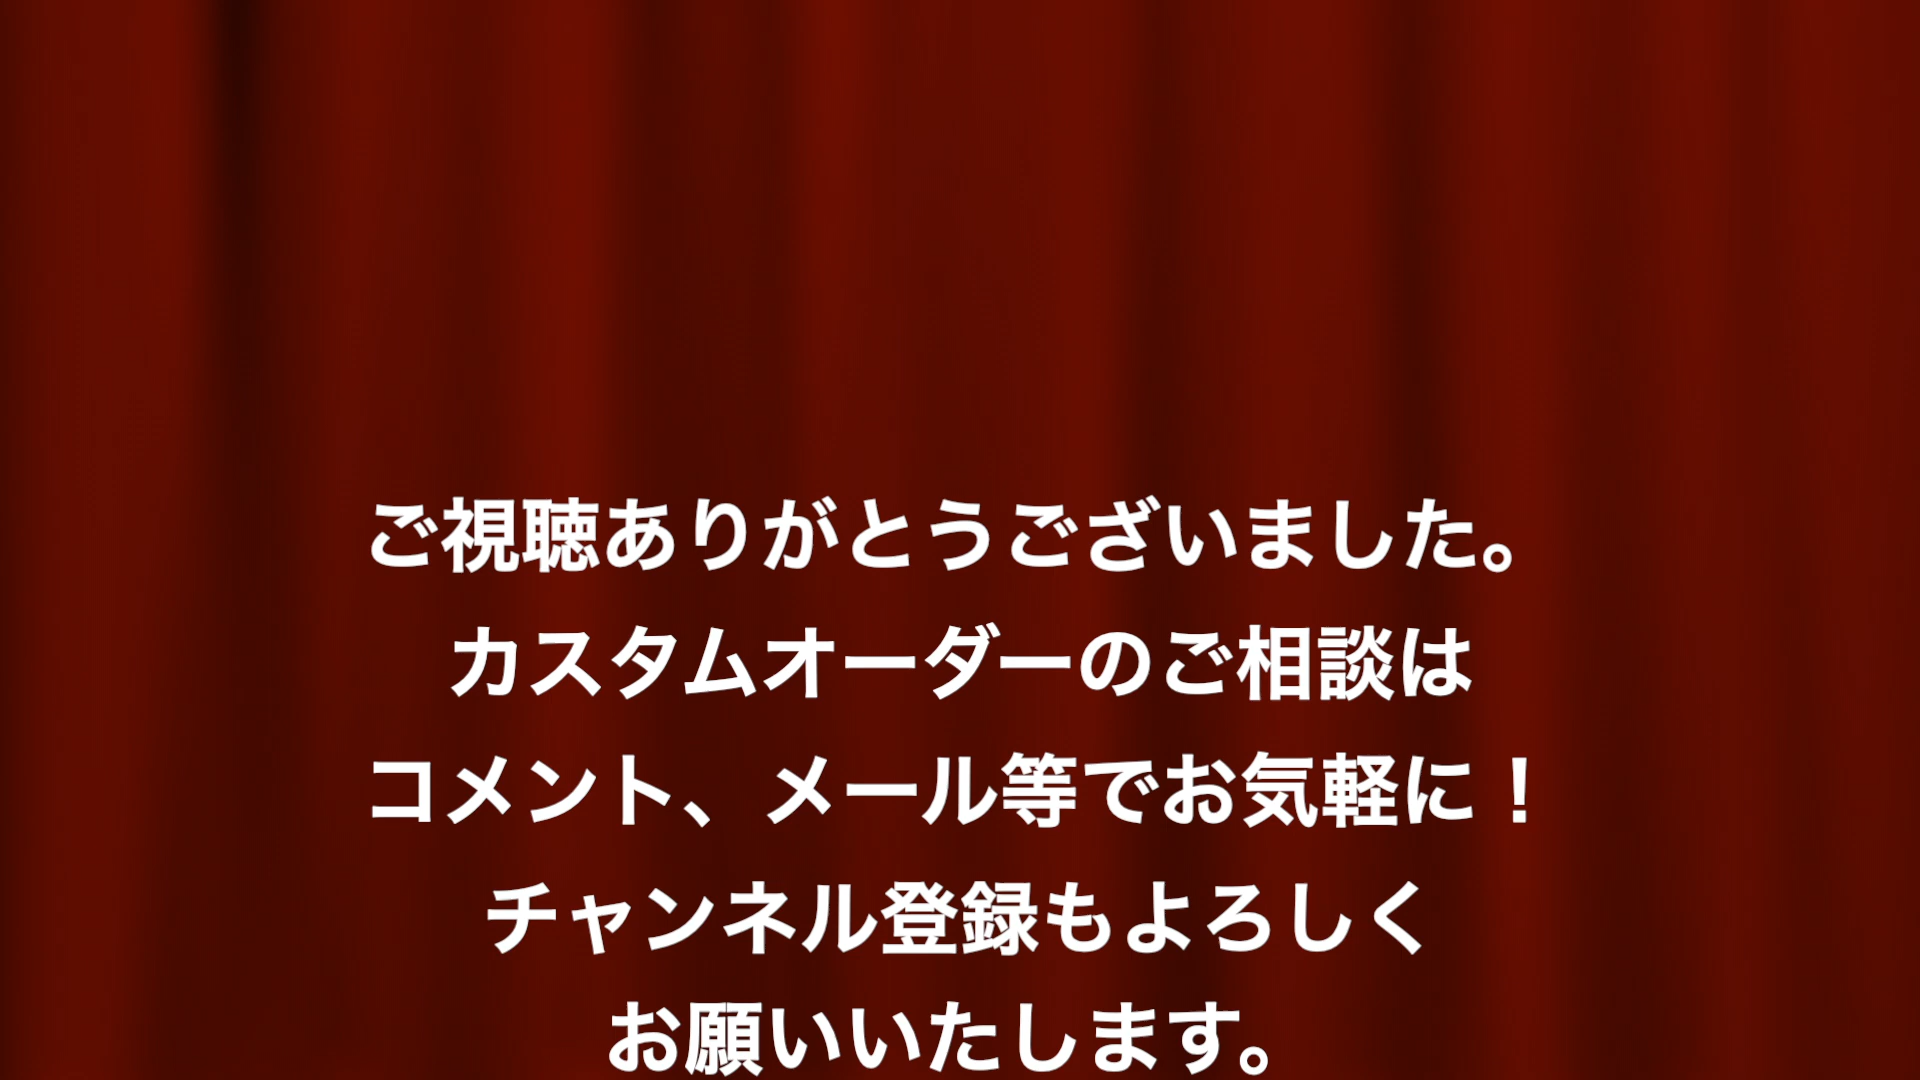 ご視聴ありがとうございました。
カスタムオーダーのご相談は
コメント、メール等でお気軽に！
チャンネル登録もよろしく
お願いいたします。